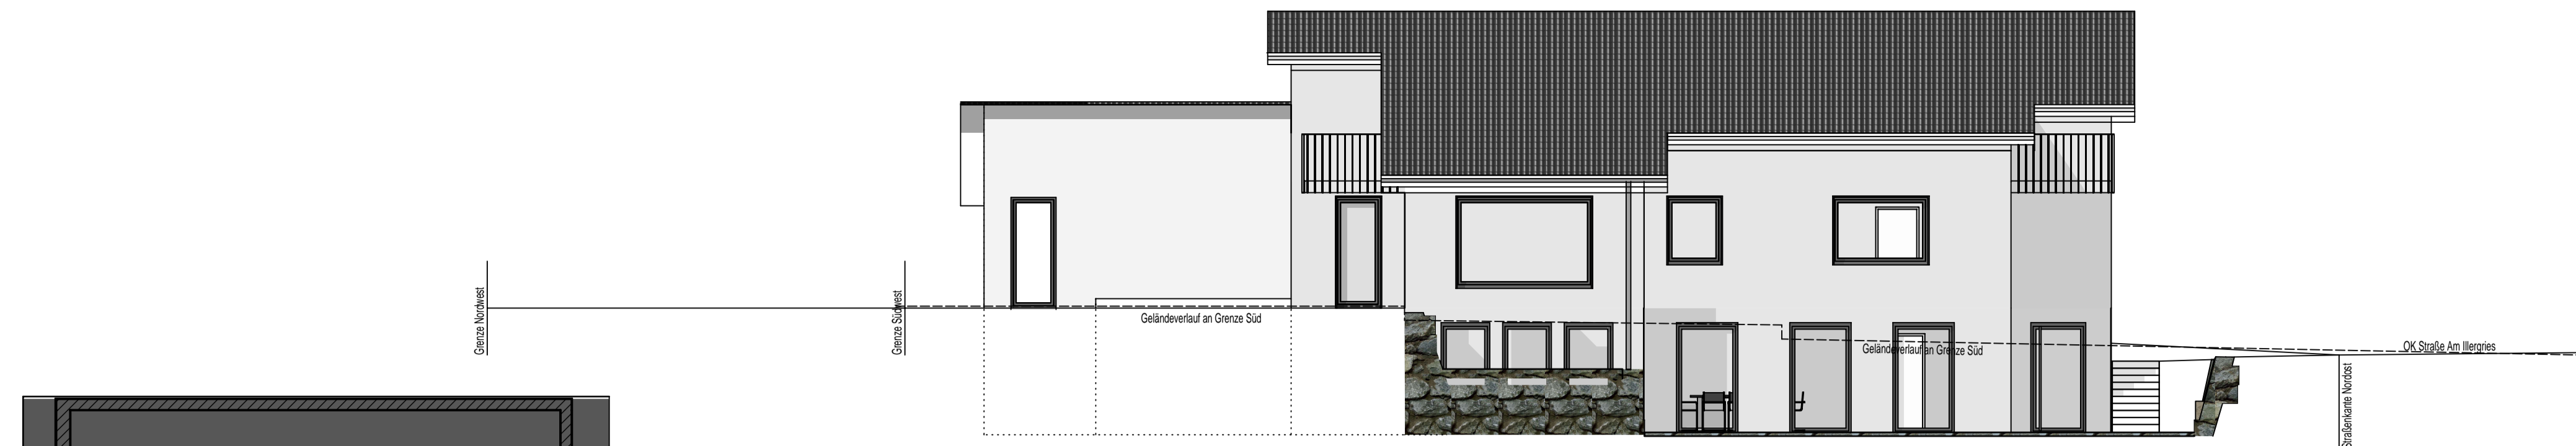 Grenze Nordwest
Grenze Südwest
Geländeverlauf an Grenze Süd
Geländeverlauf an Grenze Süd
OK Straße Am Illergries
Straßenkante Nordost